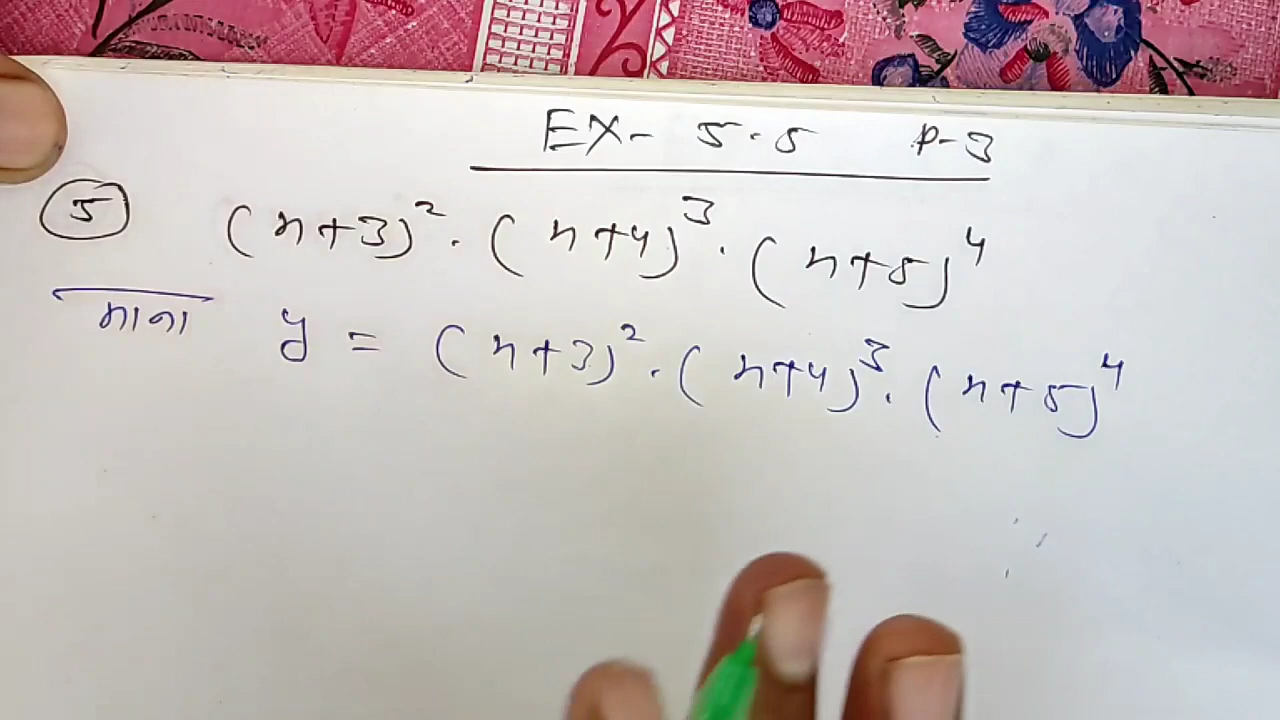 EX- 5.5 P-3
5 (x+3)². (x+4)³. (x+5)⁴
माना y = (x+3)². (x+4)³. (x+5)⁴